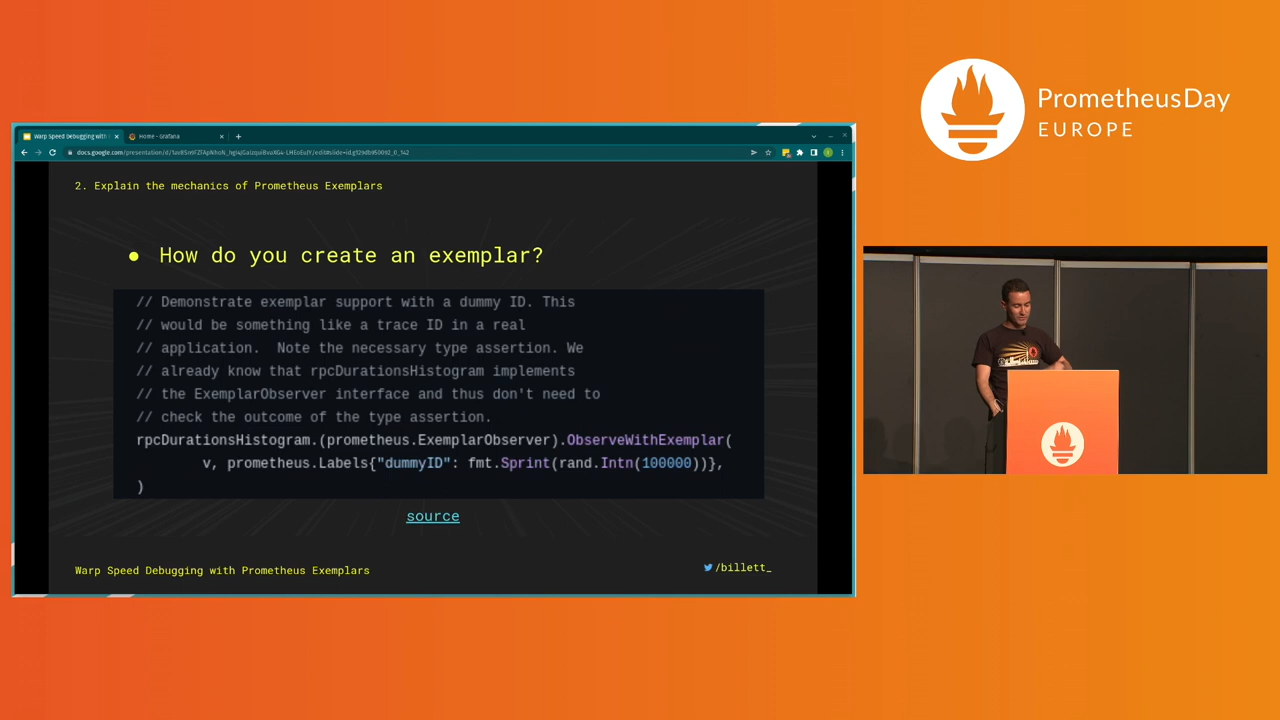 PrometheusDay
EUROPE
Warp Speed Debugging with
Home - Grafana
2. Explain the mechanics of Prometheus Exemplars
● How do you create an exemplar?
// Demonstrate exemplar support with a dummy ID. This
// would be something like a trace ID in a real
// application.  Note the necessary type assertion. We
// already know that rpcDurationsHistogram implements
// the ExemplarObserver interface and thus don't need to
// check the outcome of the type assertion.
rpcDurationsHistogram.(prometheus.ExemplarObserver).ObserveWithExemplar(
v, prometheus.Labels{"dummyID": fmt.Sprint(rand.Intn(100000))},
)
source
Warp Speed Debugging with Prometheus Exemplars
/billett_